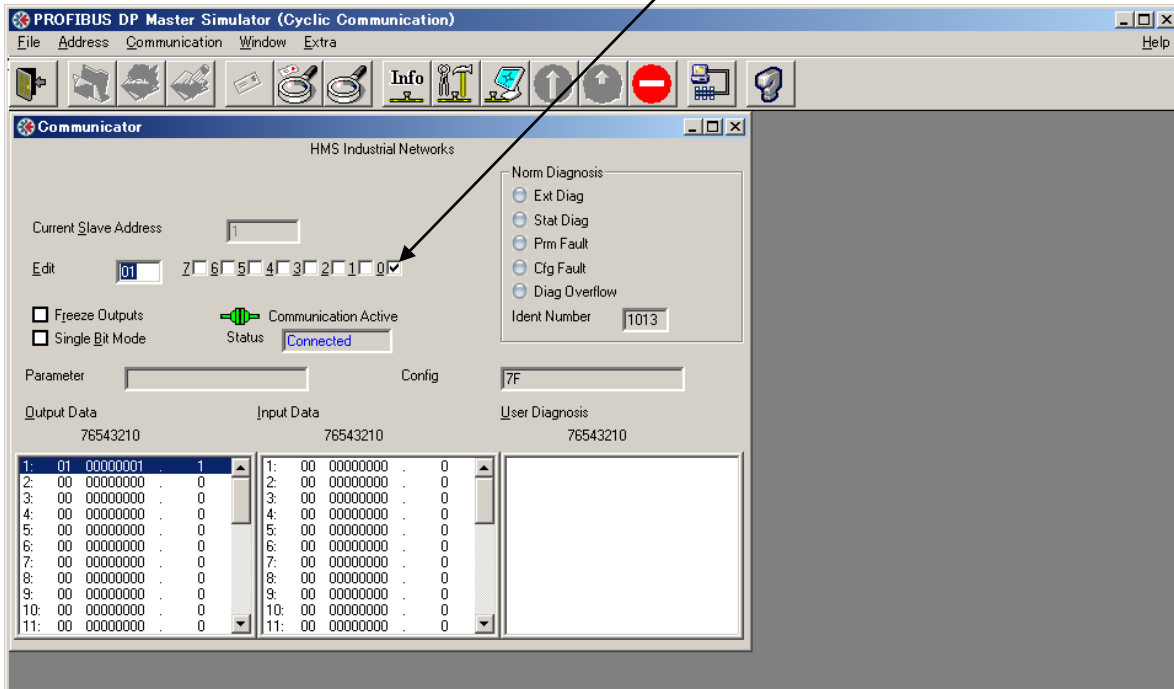 PROFIBUS DP Master Simulator (Cyclic Communication)
File Address Communication Window Extra Help
Info
Communicator
HMS Industrial Networks
Norm Diagnosis
Ext Diag
Current Slave Address 1
Stat Diag
Prm Fault
Edit 01 7 6 5 4 3 2 1 0
Cfg Fault
Diag Overflow
Freeze Outputs Communication Active
Ident Number 1013
Single Bit Mode Status Connected
Parameter Config 7F
Output Data Input Data User Diagnosis
76543210 76543210 76543210
1: 01 00000001 . 1 1: 00 00000000 . 0
2: 00 00000000 . 0 2: 00 00000000 . 0
3: 00 00000000 . 0 3: 00 00000000 . 0
4: 00 00000000 . 0 4: 00 00000000 . 0
5: 00 00000000 . 0 5: 00 00000000 . 0
6: 00 00000000 . 0 6: 00 00000000 . 0
7: 00 00000000 . 0 7: 00 00000000 . 0
8: 00 00000000 . 0 8: 00 00000000 . 0
9: 00 00000000 . 0 9: 00 00000000 . 0
10: 00 00000000 . 0 10: 00 00000000 . 0
11: 00 00000000 . 0 11: 00 00000000 . 0